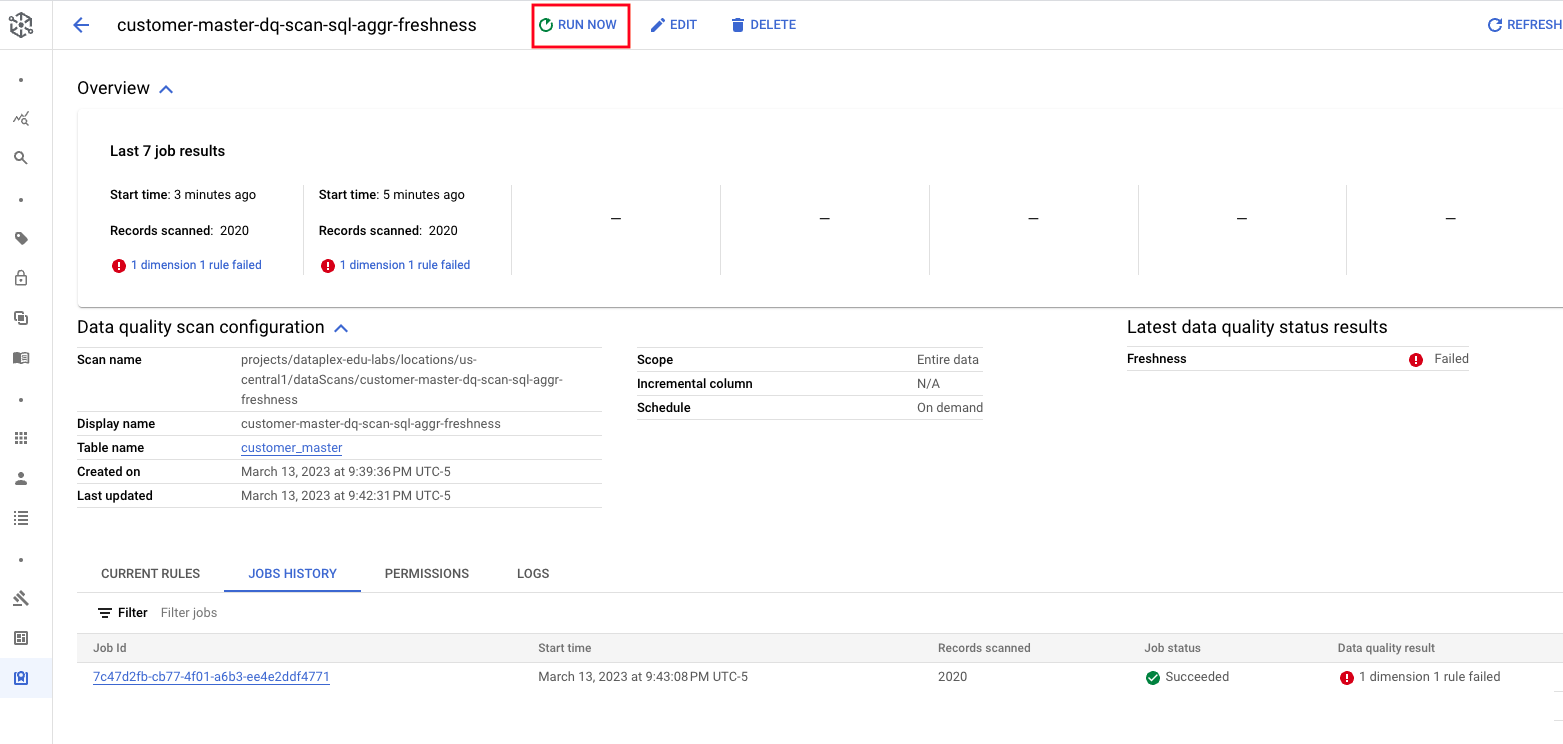 customer-master-dq-scan-sql-aggr-freshness RUN NOW EDIT DELETE REFRESH
Overview
Last 7 job results
Start time: 3 minutes ago Start time: 5 minutes ago
– – – – –
Records scanned: 2020 Records scanned: 2020
1 dimension 1 rule failed 1 dimension 1 rule failed
Data quality scan configuration
Scan name projects/dataplex-edu-labs/locations/us-
central1/dataScans/customer-master-dq-scan-sql-aggr-
freshness
Display name customer-master-dq-scan-sql-aggr-freshness
Table name customer_master
Created on March 13, 2023 at 9:39:36 PM UTC-5
Last updated March 13, 2023 at 9:42:31 PM UTC-5
Scope Entire data
Incremental column N/A
Schedule On demand
Latest data quality status results
Freshness Failed
CURRENT RULES JOBS HISTORY PERMISSIONS LOGS
Filter Filter jobs
Job Id Start time Records scanned Job status Data quality result
7c47d2fb-cb77-4f01-a6b3-ee4e2ddf4771 March 13, 2023 at 9:43:08 PM UTC-5 2020 Succeeded 1 dimension 1 rule failed